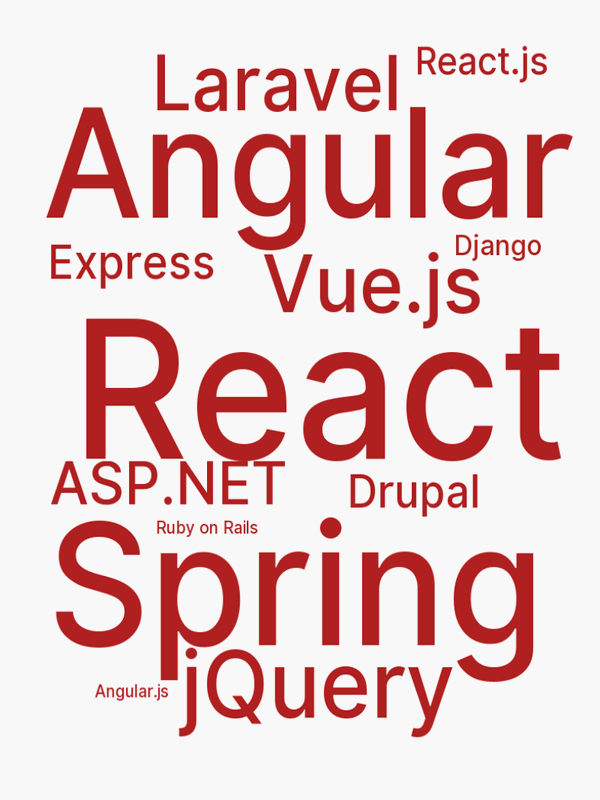 React.js
Laravel
Angular
Express
Django
Vue.js
React
ASP.NET
Drupal
Ruby on Rails
Spring
jQuery
Angular.js